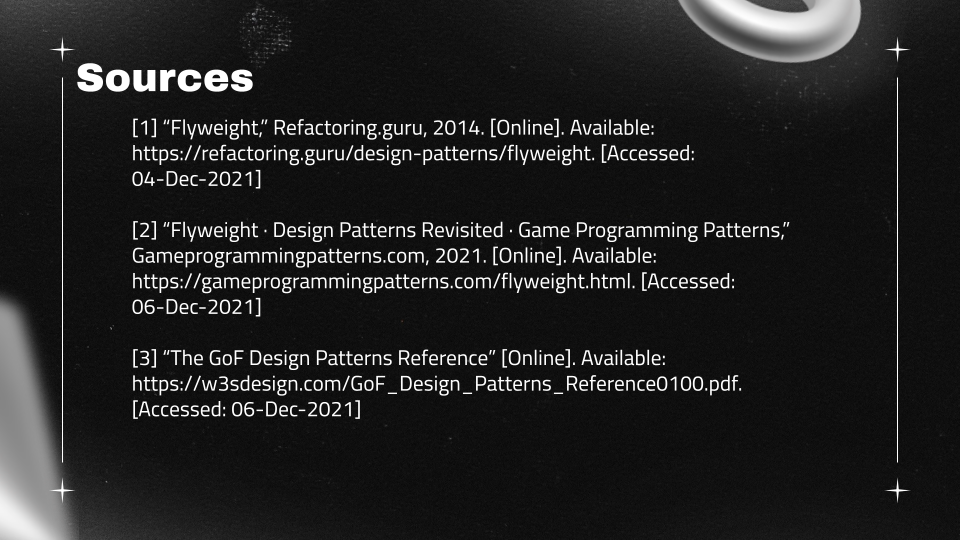 Sources
[1] “Flyweight,” Refactoring.guru, 2014. [Online]. Available:
https://refactoring.guru/design-patterns/flyweight. [Accessed:
04-Dec-2021]
[2] “Flyweight · Design Patterns Revisited · Game Programming Patterns,”
Gameprogrammingpatterns.com, 2021. [Online]. Available:
https://gameprogrammingpatterns.com/flyweight.html. [Accessed:
06-Dec-2021]
[3] “The GoF Design Patterns Reference” [Online]. Available:
https://w3sdesign.com/GoF_Design_Patterns_Reference0100.pdf.
[Accessed: 06-Dec-2021]